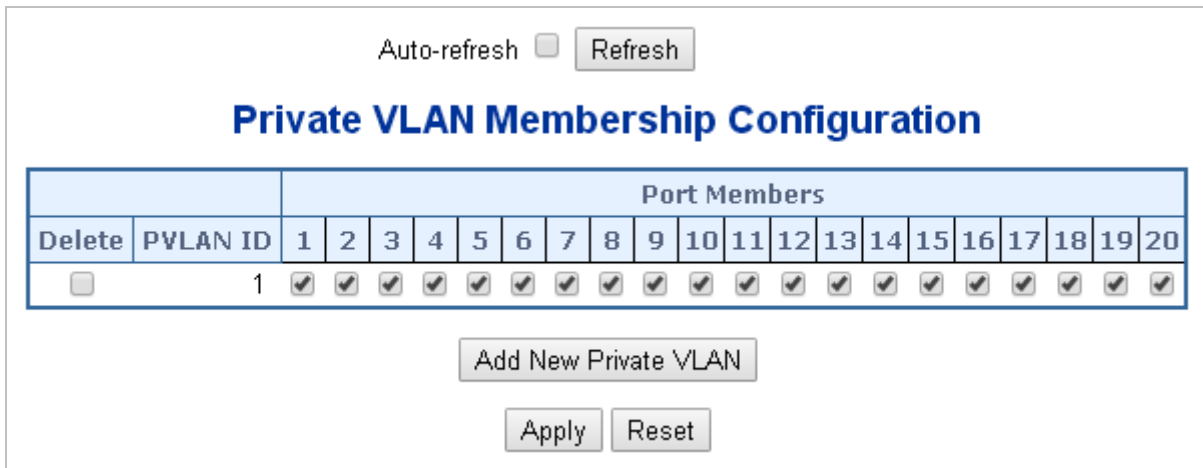 Auto-refresh Refresh
Private VLAN Membership Configuration
Port Members
Delete PVLAN ID 1 2 3 4 5 6 7 8 9 10 11 12 13 14 15 16 17 18 19 20
1
Add New Private VLAN
Apply Reset